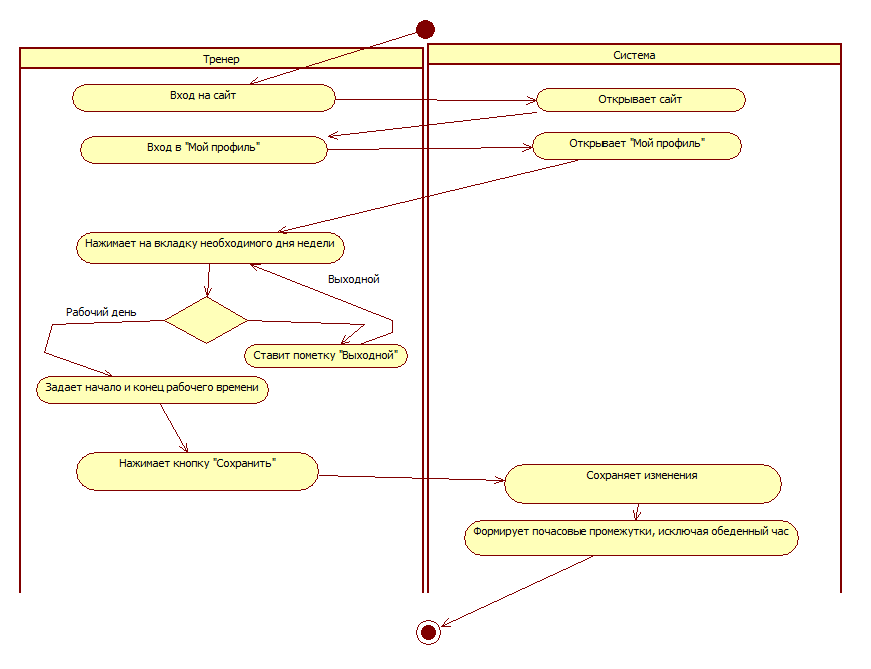 Тренер
Система
Вход на сайт
Открывает сайт
Вход в "Мой профиль"
Открывает "Мой профиль"
Нажимает на вкладку необходимого дня недели
Выходной
Рабочий день
Ставит пометку "Выходной"
Задает начало и конец рабочего времени
Нажимает кнопку "Сохранить"
Сохраняет изменения
Формирует почасовые промежутки, исключая обеденный час